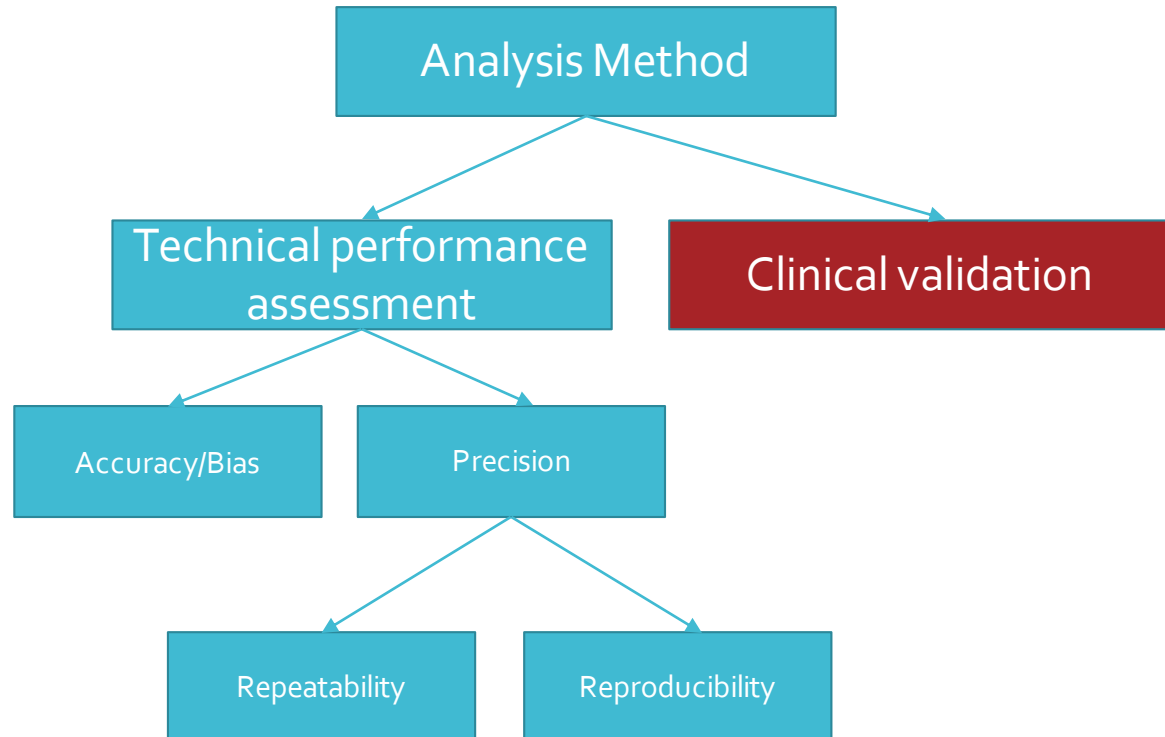 Analysis Method
Technical performance
assessment
Clinical validation
Accuracy/Bias
Precision
Repeatability
Reproducibility